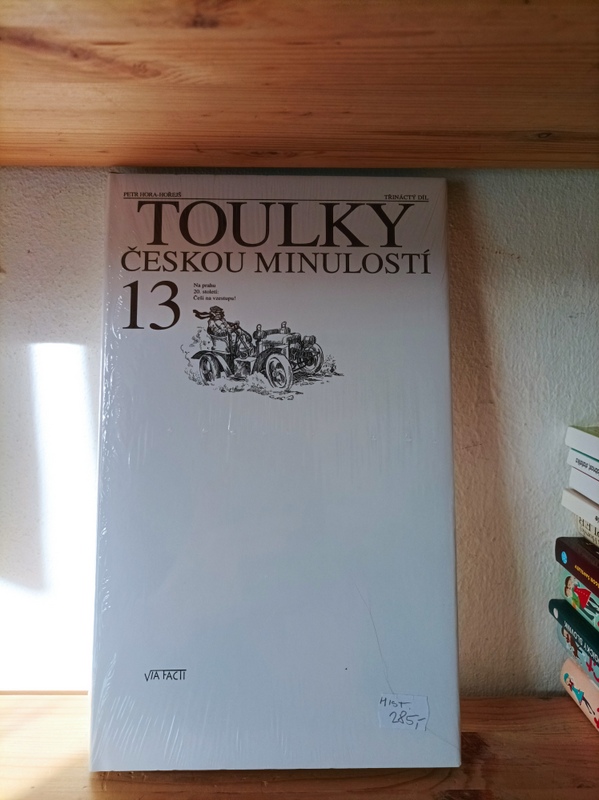 PETR HORA-HOŘEJŠ
TŘINÁCTÝ DÍL
TOULKY
ČESKOU MINULOSTÍ
13
Na prahu
20. století
Češi na vzestupu!
VIA FACTI
HIST
285,-